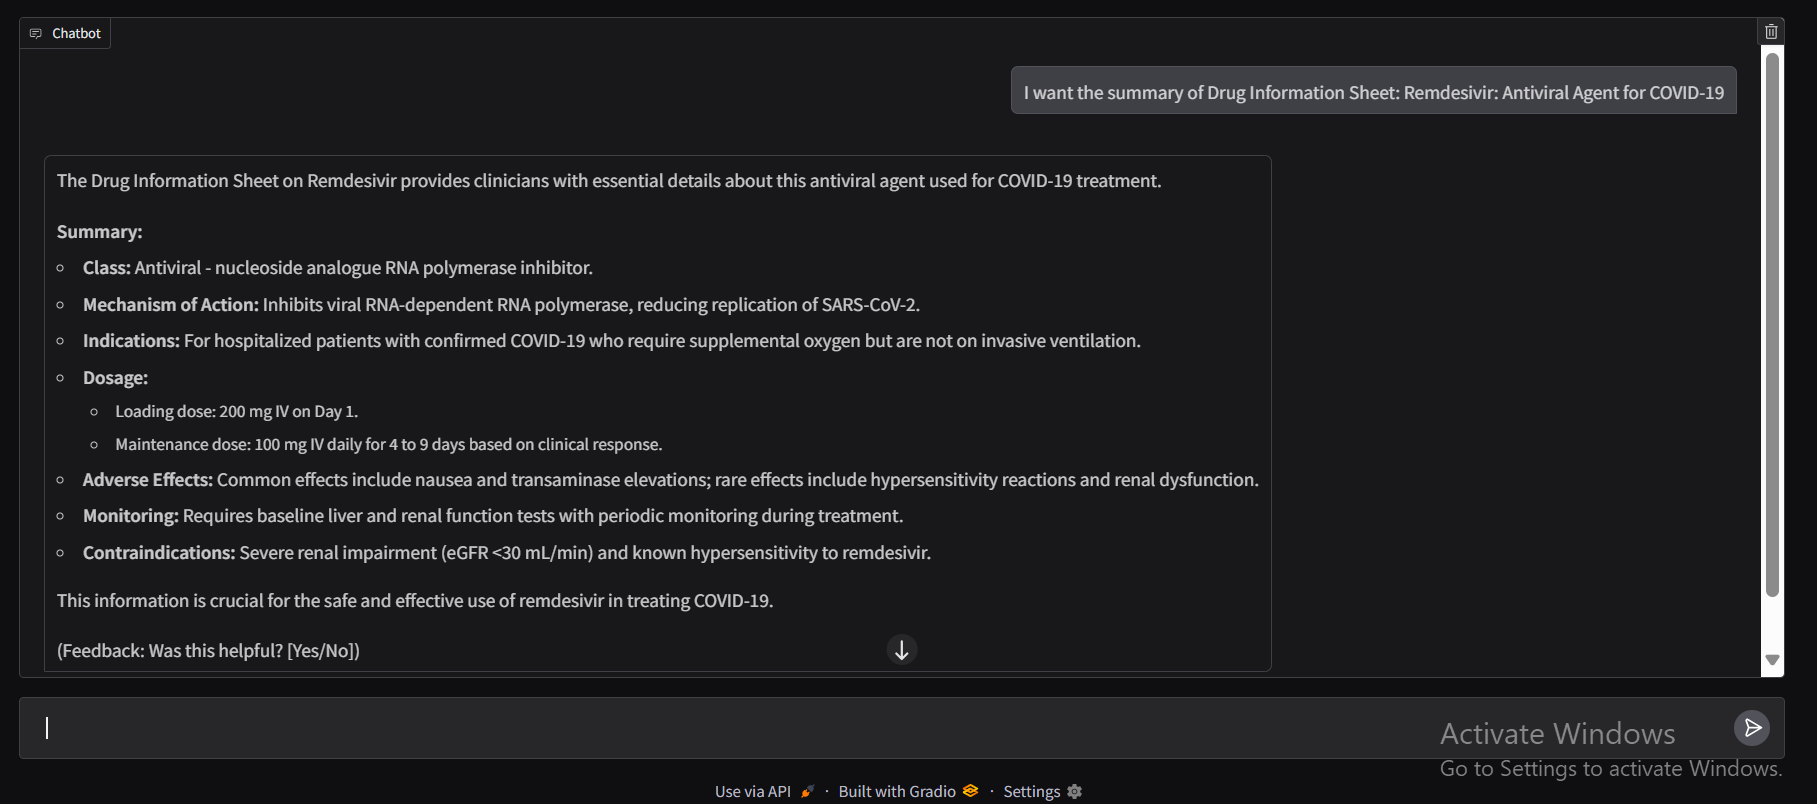 Chatbot
I want the summary of Drug Information Sheet: Remdesivir: Antiviral Agent for COVID-19
The Drug Information Sheet on Remdesivir provides clinicians with essential details about this antiviral agent used for COVID-19 treatment.
Summary:
Class: Antiviral - nucleoside analogue RNA polymerase inhibitor.
Mechanism of Action: Inhibits viral RNA-dependent RNA polymerase, reducing replication of SARS-CoV-2.
Indications: For hospitalized patients with confirmed COVID-19 who require supplemental oxygen but are not on invasive ventilation.
Dosage:
Loading dose: 200 mg IV on Day 1.
Maintenance dose: 100 mg IV daily for 4 to 9 days based on clinical response.
Adverse Effects: Common effects include nausea and transaminase elevations; rare effects include hypersensitivity reactions and renal dysfunction.
Monitoring: Requires baseline liver and renal function tests with periodic monitoring during treatment.
Contraindications: Severe renal impairment (eGFR <30 mL/min) and known hypersensitivity to remdesivir.
This information is crucial for the safe and effective use of remdesivir in treating COVID-19.
(Feedback: Was this helpful? [Yes/No])
Activate Windows
Go to Settings to activate Windows.
Use via API · Built with Gradio · Settings